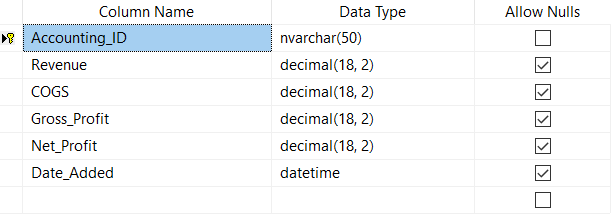 Column Name Data Type Allow Nulls
Accounting_ID nvarchar(50)
Revenue decimal(18, 2)
COGS decimal(18, 2)
Gross_Profit decimal(18, 2)
Net_Profit decimal(18, 2)
Date_Added datetime